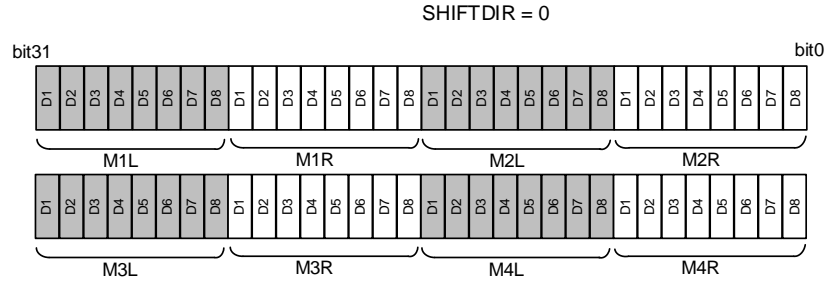 SHIFTDIR = 0
bit31 bit0
D1 D2 D3 D4 D5 D6 D7 D8 D1 D2 D3 D4 D5 D6 D7 D8 D1 D2 D3 D4 D5 D6 D7 D8 D1 D2 D3 D4 D5 D6 D7 D8
M1L M1R M2L M2R
D1 D2 D3 D4 D5 D6 D7 D8 D1 D2 D3 D4 D5 D6 D7 D8 D1 D2 D3 D4 D5 D6 D7 D8 D1 D2 D3 D4 D5 D6 D7 D8
M3L M3R M4L M4R